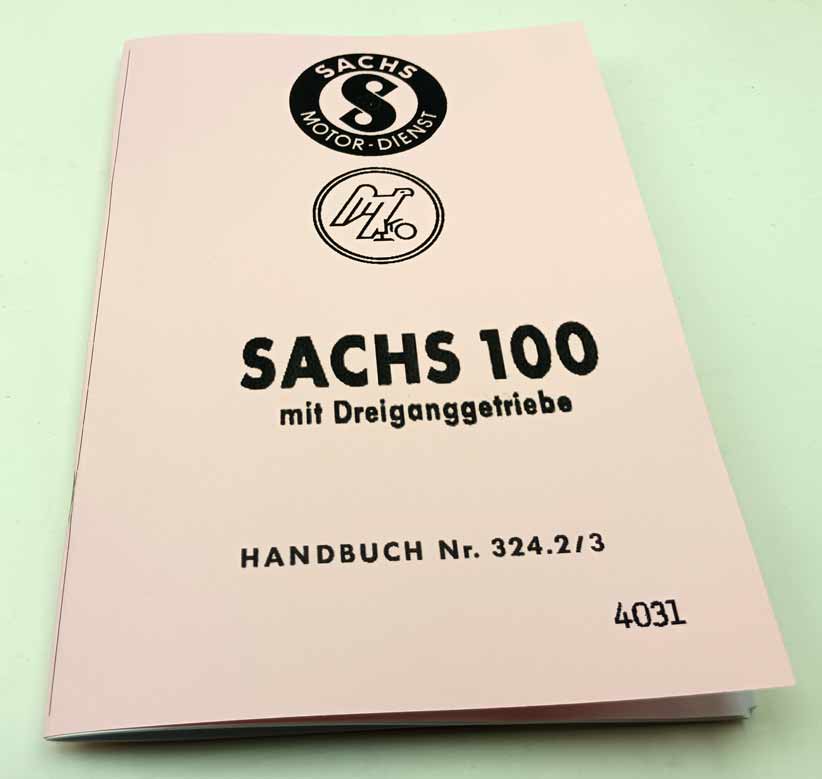 SACHS
S
MOTOR-DIENST
SACHS 100
mit Dreiganggetriebe
HANDBUCH Nr. 324.2/3
4031